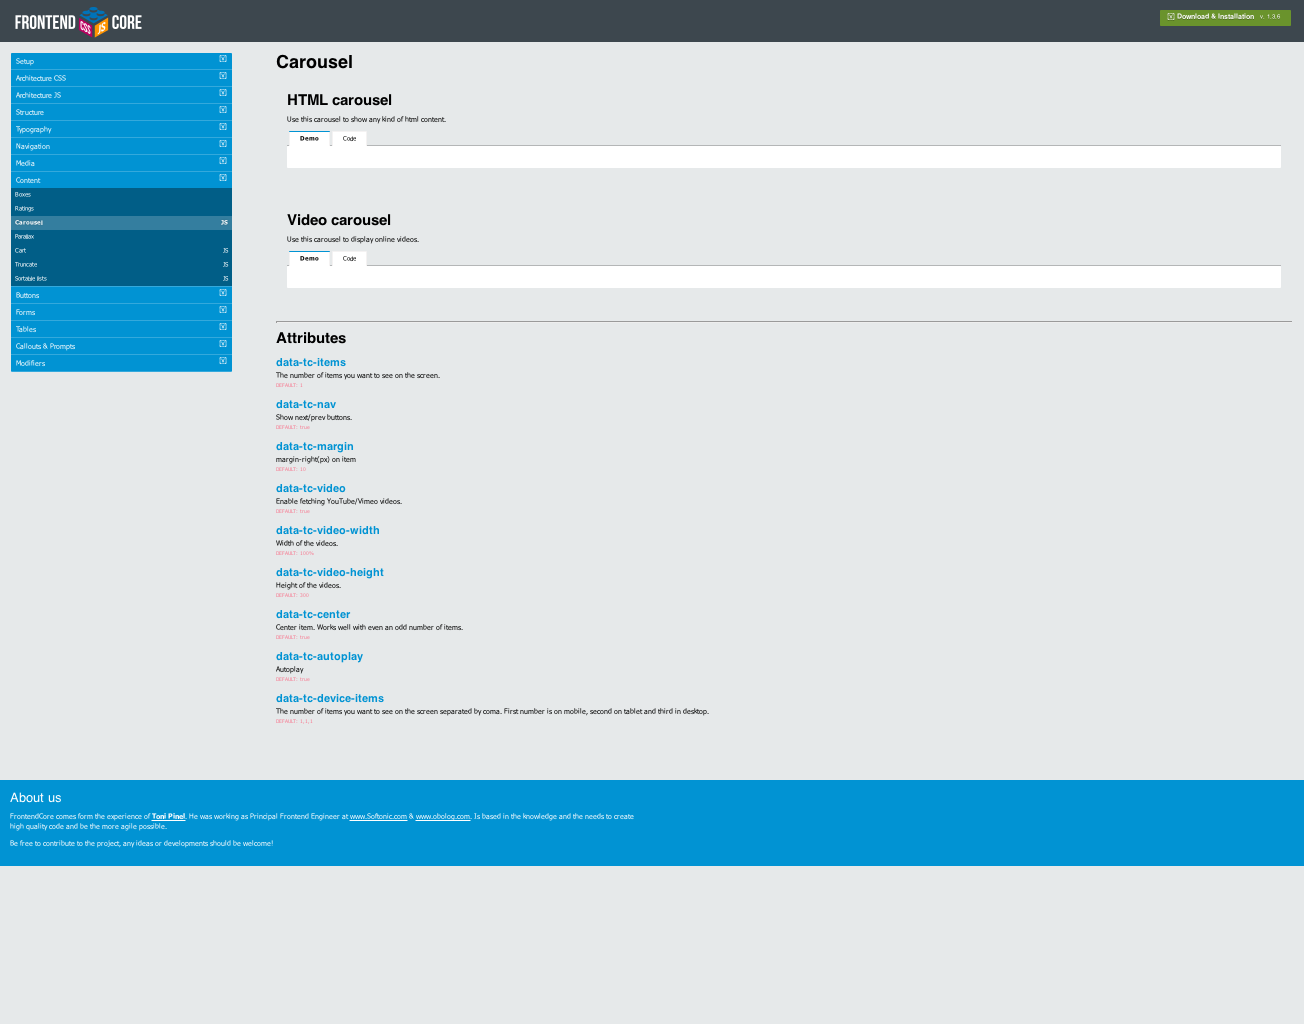 FRONTEND CSS JS CORE
Download & Installation v. 1.3.6
Setup
Architecture CSS
Architecture JS
Structure
Typography
Navigation
Media
Content
Boxes
Ratings
Carousel JS
Parallax
Cart JS
Truncate JS
Sortable lists JS
Buttons
Forms
Tables
Callouts & Prompts
Modifiers
Carousel
HTML carousel
Use this carousel to show any kind of html content.
Demo Code
Video carousel
Use this carousel to display online videos.
Demo Code
Attributes
data-tc-items
The number of items you want to see on the screen.
DEFAULT: 1
data-tc-nav
Show next/prev buttons.
DEFAULT: true
data-tc-margin
margin-right(px) on item
DEFAULT: 10
data-tc-video
Enable fetching YouTube/Vimeo videos.
DEFAULT: true
data-tc-video-width
Width of the videos.
DEFAULT: 100%
data-tc-video-height
Height of the videos.
DEFAULT:
data-tc-center
Center item. Works well with even an odd number of items.
DEFAULT: true
data-tc-autoplay
Autoplay
DEFAULT: true
data-tc-device-items
The number of items you want to see on the screen separated by coma. First number is on mobile, second on tablet and third in desktop.
DEFAULT: 1,1,1
About us
FrontendCore comes form the experience of Toni Pinel. He was working as Principal Frontend Engineer at www.Softonic.com & www.obolog.com. Is based in the knowledge and the needs to create
high quality code and be the more agile possible.
Be free to contribute to the project, any ideas or developments should be welcome!